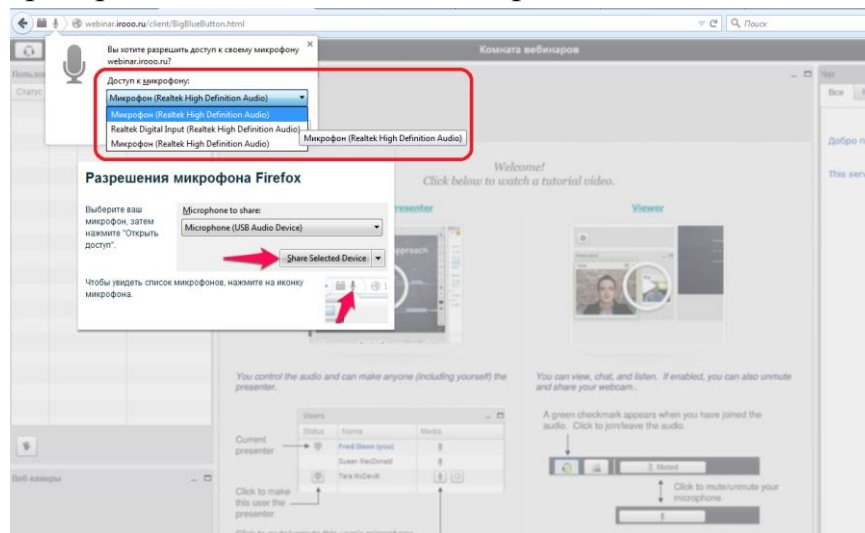 webinar.irooo.ru/client/BigBlueButton.html
Поиск
Вы хотите разрешить доступ к своему микрофону
webinar.irooo.ru?
Комната вебинаров
Доступ к микрофону:
Микрофон (Realtek High Definition Audio)
Микрофон (Realtek High Definition Audio)
Realtek Digital Input (Realtek High Definition Audio)
Микрофон (Realtek High Definition Audio)
Микрофон (Realtek High Definition Audio)
Статус
Чат
Все
This serv
Welcome!
Click below to watch a tutorial video.
Viewer
Разрешения микрофона Firefox
Выберите ваш
микрофон, затем
нажмите "Открыть
доступ".
Microphone to share:
Microphone (USB Audio Device)
Share Selected Device
Чтобы увидеть список микрофонов, нажмите на иконку
микрофона.
You control the audio and can make anyone (including yourself) the
presenter.
You can view, chat, and listen. If enabled, you can also unmute
and share your webcam.
Users
Status Name Media
Current
presenter
Fred Dixon (you)
Susan MacDonell
Tara McDevitt
Click to make
this user the
presenter.
A green checkmark appears when you have joined the
audio. Click to join/leave the audio.
Muted
Click to mute/unmute your
microphone.
Веб-камеры